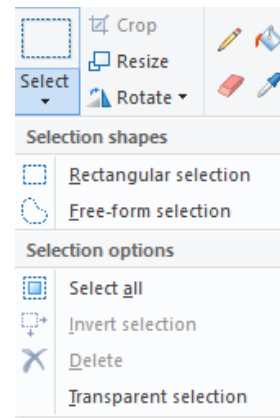 Crop
Resize
Select
Rotate
Selection shapes
Rectangular selection
Free-form selection
Selection options
Select all
Invert selection
Delete
Transparent selection